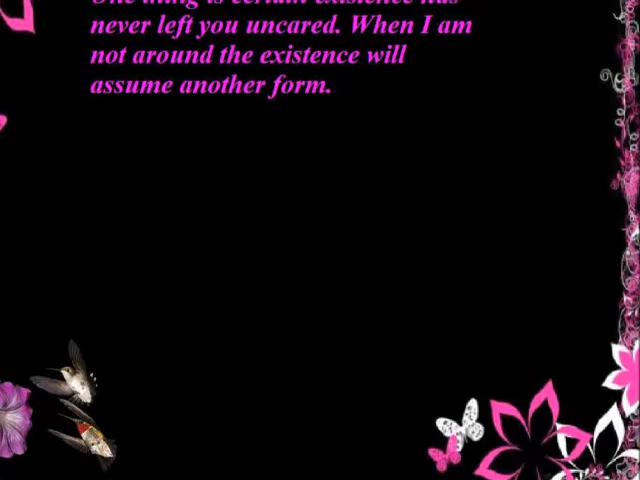 One thing is certain existence has
never left you uncared. When I am
not around the existence will
assume another form.